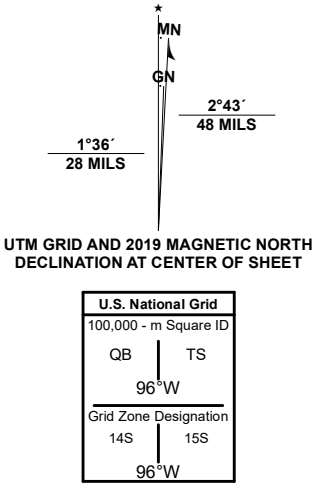 ★
MN
GN
2°43´
48 MILS
1°36´
28 MILS
UTM GRID AND 2019 MAGNETIC NORTH
DECLINATION AT CENTER OF SHEET
U.S. National Grid
100,000 - m Square ID
QB TS
96°W
Grid Zone Designation
14S 15S
96°W